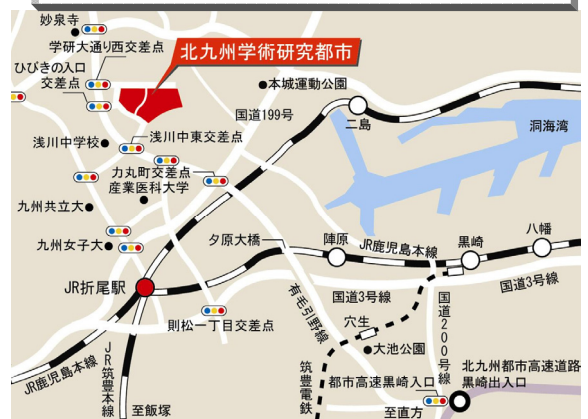 妙泉寺
学研大通り西交差点
ひびきの入口
交差点
北九州学術研究都市
本城運動公園
国道199号
二島
洞海湾
浅川中学校
浅川中東交差点
力丸町交差点
産業医科大学
九州共立大
九州女子大
夕原大橋
陣原
JR鹿児島本線
黒崎
八幡
JR折尾駅
国道3号線
国道3号線
有毛引野線
穴生
国道200号線
則松一丁目交差点
大池公園
JR鹿児島本線
JR筑豊本線
筑豊電鉄
都市高速黒崎入口
北九州都市高速道路
黒崎出入口
至飯塚
至直方